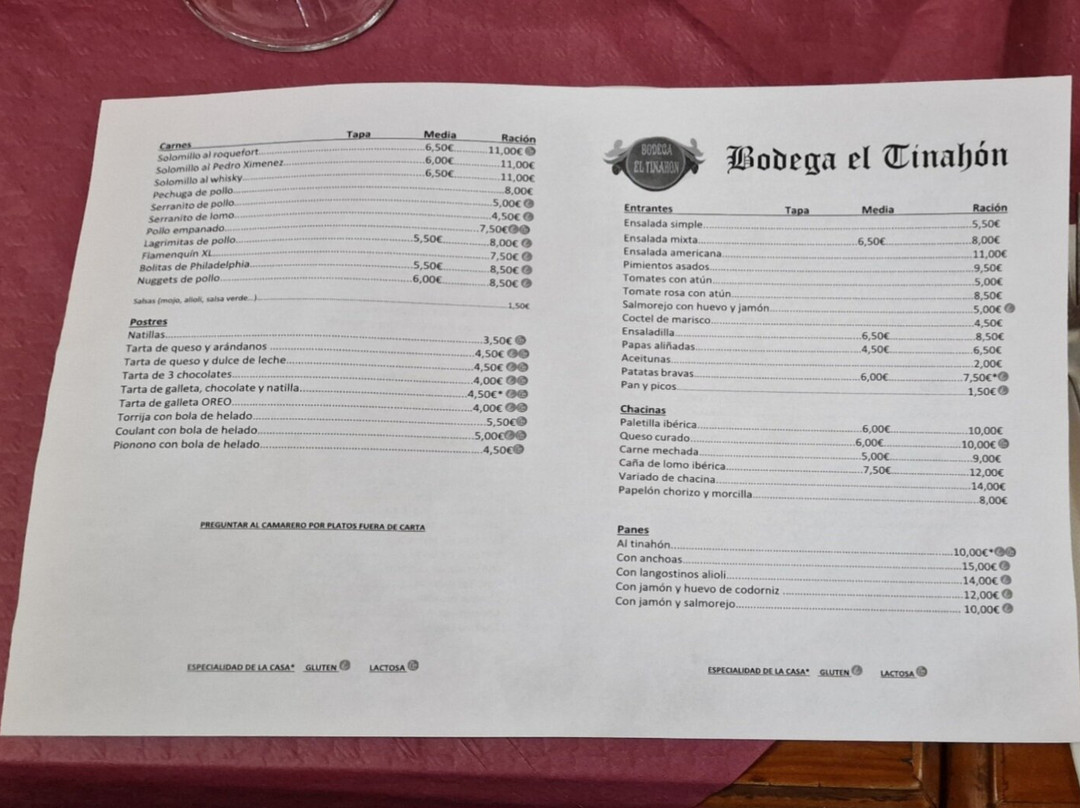 Tapa Media Ración
Carnes
Solomillo al roquefort 6,50€ 11,00€
Solomillo al Pedro Ximenez 6,00€ 11,00€
Solomillo al whisky 6,50€ 11,00€
Pechuga de pollo 8,00€
Serranito de pollo 5,00€
Serranito de lomo 4,50€
Pollo empanado 7,50€
Lagrimitas de pollo 5,50€ 8,00€
Flamenquín XL 7,50€
Bolitas de Philadelphia 5,50€ 8,50€
Nuggets de pollo 6,00€ 8,50€
Salsas (mojo, alioli, salsa verde...) 1,50€
Postres
Natillas 3,50€
Tarta de queso y arándanos 4,50€
Tarta de queso y dulce de leche 4,50€
Tarta de 3 chocolates 4,00€
Tarta de galleta, chocolate y natilla 4,50€*
Tarta de galleta OREO 4,00€
Torrija con bola de helado 5,50€
Coulant con bola de helado 5,00€
Pionono con bola de helado 4,50€
PREGUNTAR AL CAMARERO POR PLATOS FUERA DE CARTA
ESPECIALIDAD DE LA CASA* GLUTEN LACTOSA
BODEGA
EL TINAHON
Bodega el Tinahón
Entrantes Tapa Media Ración
Ensalada simple 5,50€
Ensalada mixta 6,50€ 8,00€
Ensalada americana 11,00€
Pimientos asados 9,50€
Tomates con atún 5,00€
Tomate rosa con atún 8,50€
Salmorejo con huevo y jamón 5,00€
Coctel de marisco 4,50€
Ensaladilla 6,50€ 8,50€
Papas aliñadas 4,50€ 6,50€
Aceitunas 2,00€
Patatas bravas 6,00€ 7,50€*
Pan y picos 1,50€
Chacinas
Paletilla ibérica 6,00€ 10,00€
Queso curado 6,00€ 10,00€
Carne mechada 5,00€ 9,00€
Caña de lomo ibérica 7,50€ 12,00€
Variado de chacina 14,00€
Papelón chorizo y morcilla 8,00€
Panes
Al tinahón 10,00€*
Con anchoas 15,00€
Con langostinos alioli 14,00€
Con jamón y huevo de codorniz 12,00€
Con jamón y salmorejo 10,00€
ESPECIALIDAD DE LA CASA* GLUTEN LACTOSA